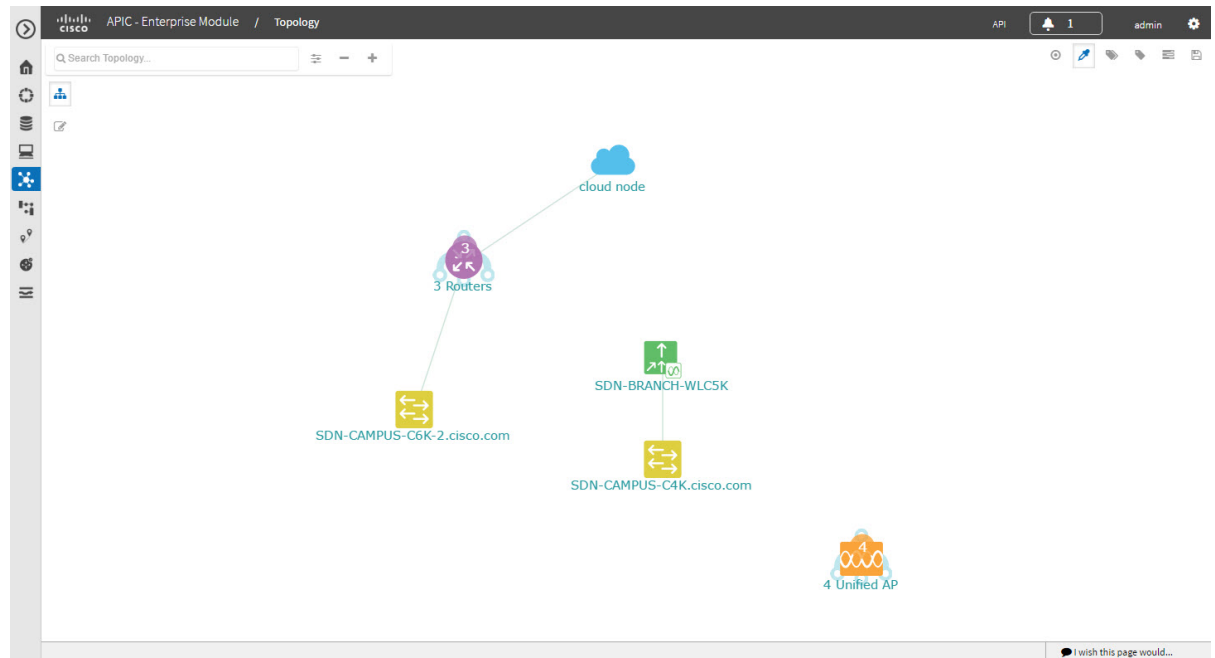 cisco APIC - Enterprise Module / Topology API 1 admin
Search Topology...
cloud node
3
3 Routers
SDN-BRANCH-WLC5K
SDN-CAMPUS-C6K-2.cisco.com
SDN-CAMPUS-C4K.cisco.com
4
4 Unified AP
I wish this page would...